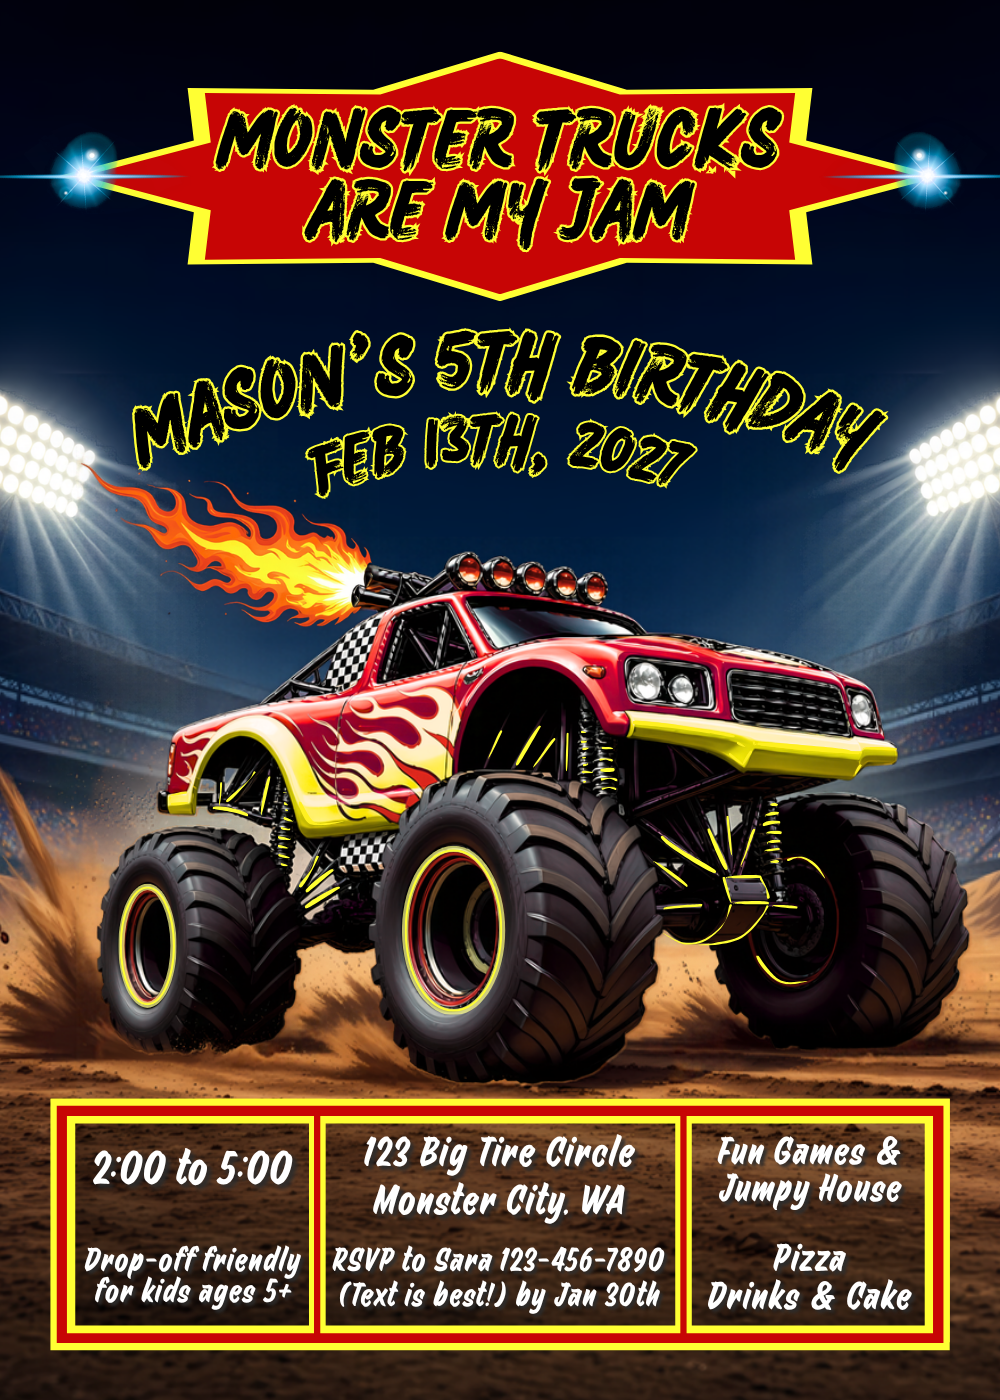 MONSTER TRUCKS
ARE MY JAM
MASON'S 5TH BIRTHDAY
FEB 13TH, 2027
2:00 to 5:00
Drop-off friendly
for kids ages 5+
123 Big Tire Circle
Monster City. WA
RSVP to Sara 123-456-7890
(Text is best!) by Jan 30th
Fun Games &
Jumpy House
Pizza
Drinks & Cake